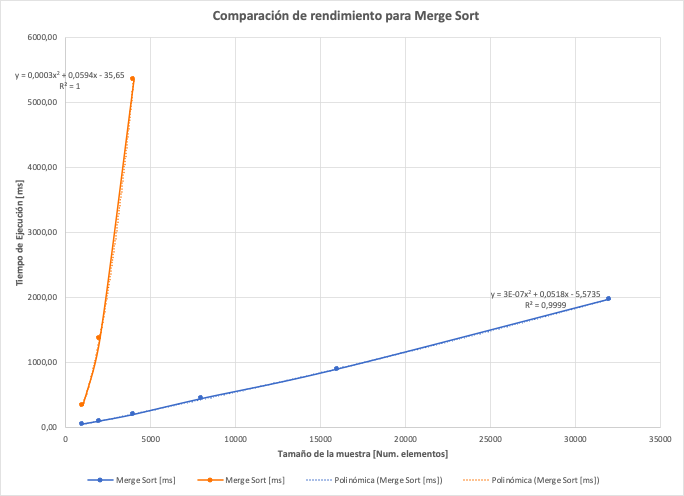 Comparación de rendimiento para Merge Sort
6000,00
y = 0,0003x² + 0,0594x - 35,65
R² = 1
5000,00
4000,00
3000,00
2000,00
1000,00
0,00
Tiempo de Ejecución [ms]
y = 3E-07x² + 0,0518x - 5,5735
R² = 0,9999
0 5000 10000 15000 20000 25000 30000 35000
Tamaño de la muestra [Num. elementos]
Merge Sort [ms] Merge Sort [ms] Polinómica (Merge Sort [ms]) Polinómica (Merge Sort [ms])